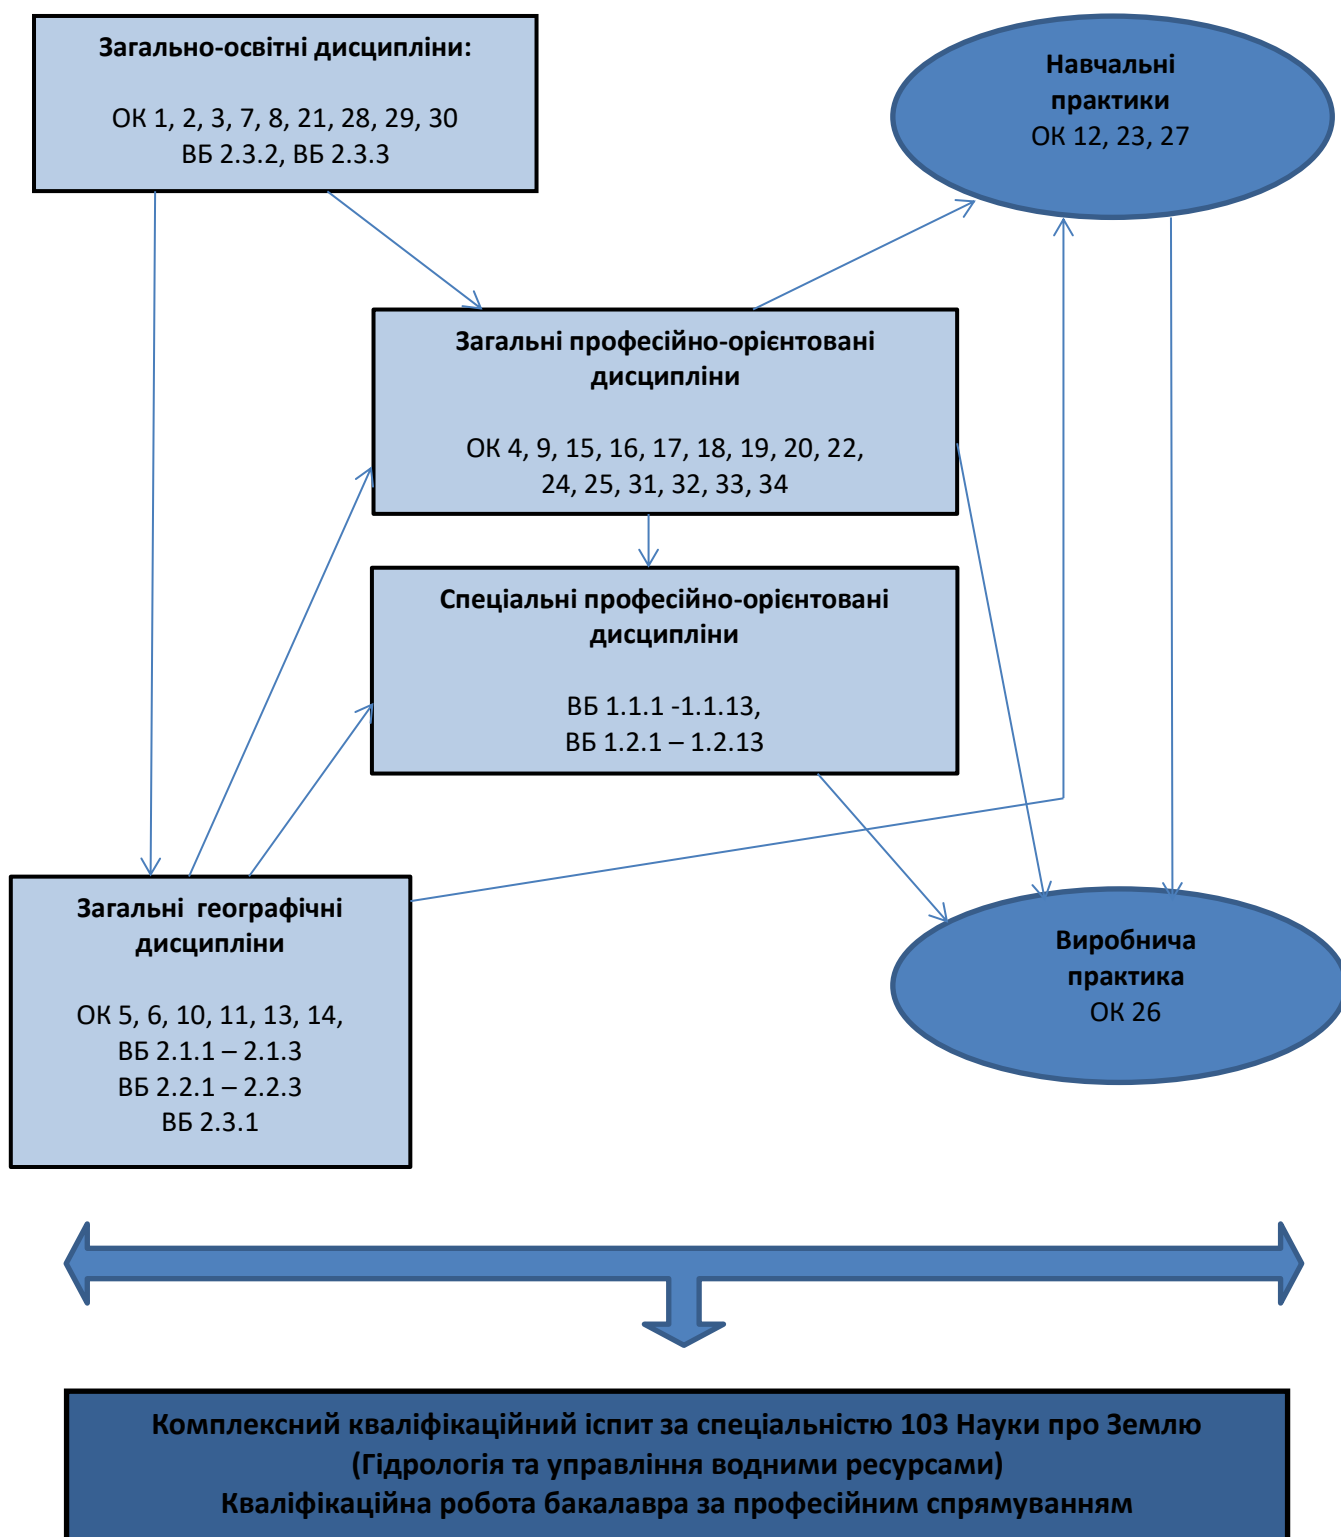 Загально-освітні дисципліни:
ОК 1, 2, 3, 7, 8, 21, 28, 29, 30
ВБ 2.3.2, ВБ 2.3.3
Навчальні
практики
ОК 12, 23, 27
Загальні професійно-орієнтовані
дисципліни
ОК 4, 9, 15, 16, 17, 18, 19, 20, 22,
24, 25, 31, 32, 33, 34
Спеціальні професійно-орієнтовані
дисципліни
ВБ 1.1.1 -1.1.13,
ВБ 1.2.1 – 1.2.13
Загальні географічні
дисципліни
ОК 5, 6, 10, 11, 13, 14,
ВБ 2.1.1 – 2.1.3
ВБ 2.2.1 – 2.2.3
ВБ 2.3.1
Виробнича
практика
ОК 26
Комплексний кваліфікаційний іспит за спеціальністю 103 Науки про Землю
(Гідрологія та управління водними ресурсами)
Кваліфікаційна робота бакалавра за професійним спрямуванням